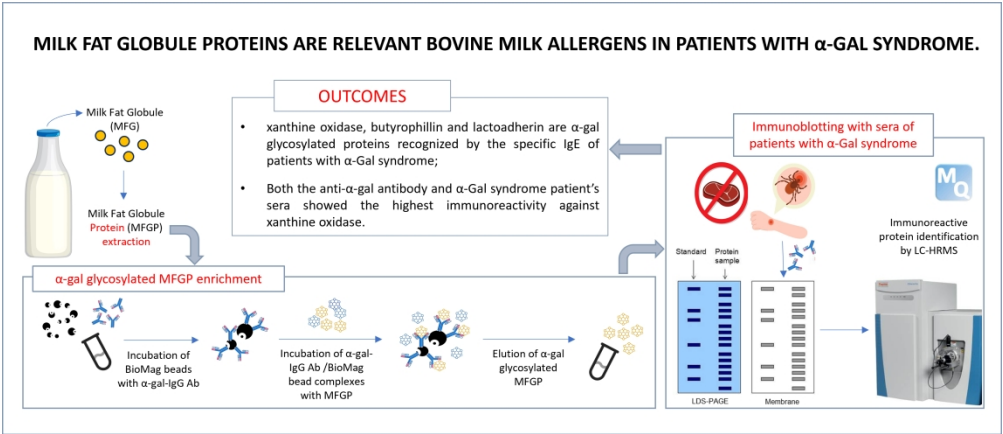 MILK FAT GLOBULE PROTEINS ARE RELEVANT BOVINE MILK ALLERGENS IN PATIENTS WITH α-GAL SYNDROME.
Milk Fat Globule
(MFG)
Milk Fat Globule
Protein (MFGP)
extraction
OUTCOMES
• xanthine oxidase, butyrophillin and lactoadherin are α-gal
glycosylated proteins recognized by the specific IgE of
patients with α-Gal syndrome;
• Both the anti-α-gal antibody and α-Gal syndrome patient's
sera showed the highest immunoreactivity against
xanthine oxidase.
α-gal glycosylated MFGP enrichment
Incubation of
BioMag beads
with α-gal-IgG Ab
Incubation of α-gal-
IgG Ab /BioMag
bead complexes
with MFGP
Elution of α-gal
glycosylated
MFGP
Immunoblotting with sera of
patients with α-Gal syndrome
MQ
Immunoreactive
protein identification
by LC-HRMS
Standard
Protein
sample
LDS-PAGE
Membrane